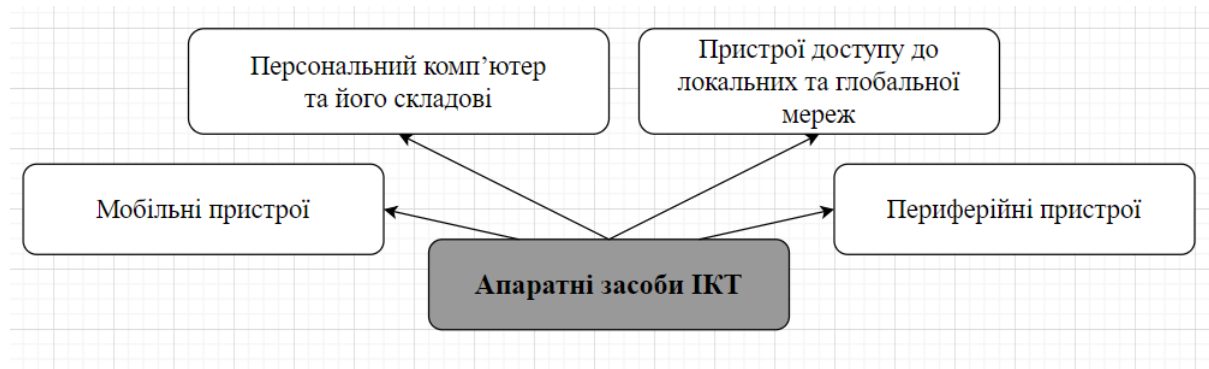 Персональний комп’ютер
та його складові
Пристрої доступу до
локальних та глобальної
мереж
Мобільні пристрої
Периферійні пристрої
Апаратні засоби ІКТ